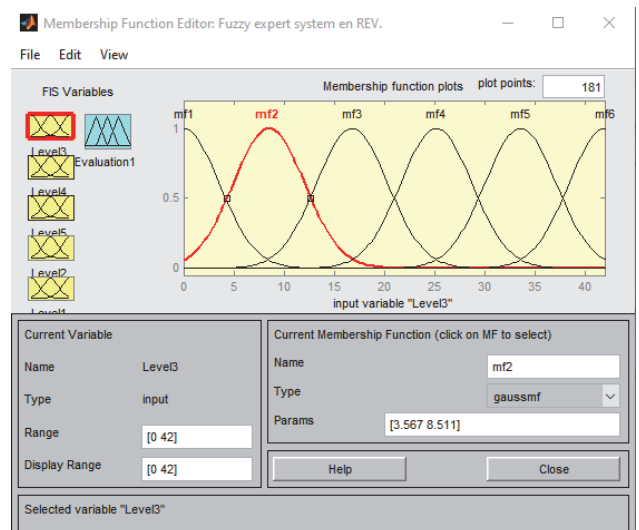 Membership Function Editor: Fuzzy expert system en REV.
File Edit View
FIS Variables
Level3
Evaluation1
Level4
Level5
Level2
Level1
Membership function plots plot points: 181
mf1 mf2 mf3 mf4 mf5 mf6
1
0.5
0
0 5 10 15 20 25 30 35 40
input variable "Level3"
Current Variable
Name Level3
Type input
Range [0 42]
Display Range [0 42]
Current Membership Function (click on MF to select)
Name mf2
Type gaussmf
Params [3.567 8.511]
Help Close
Selected variable "Level3"